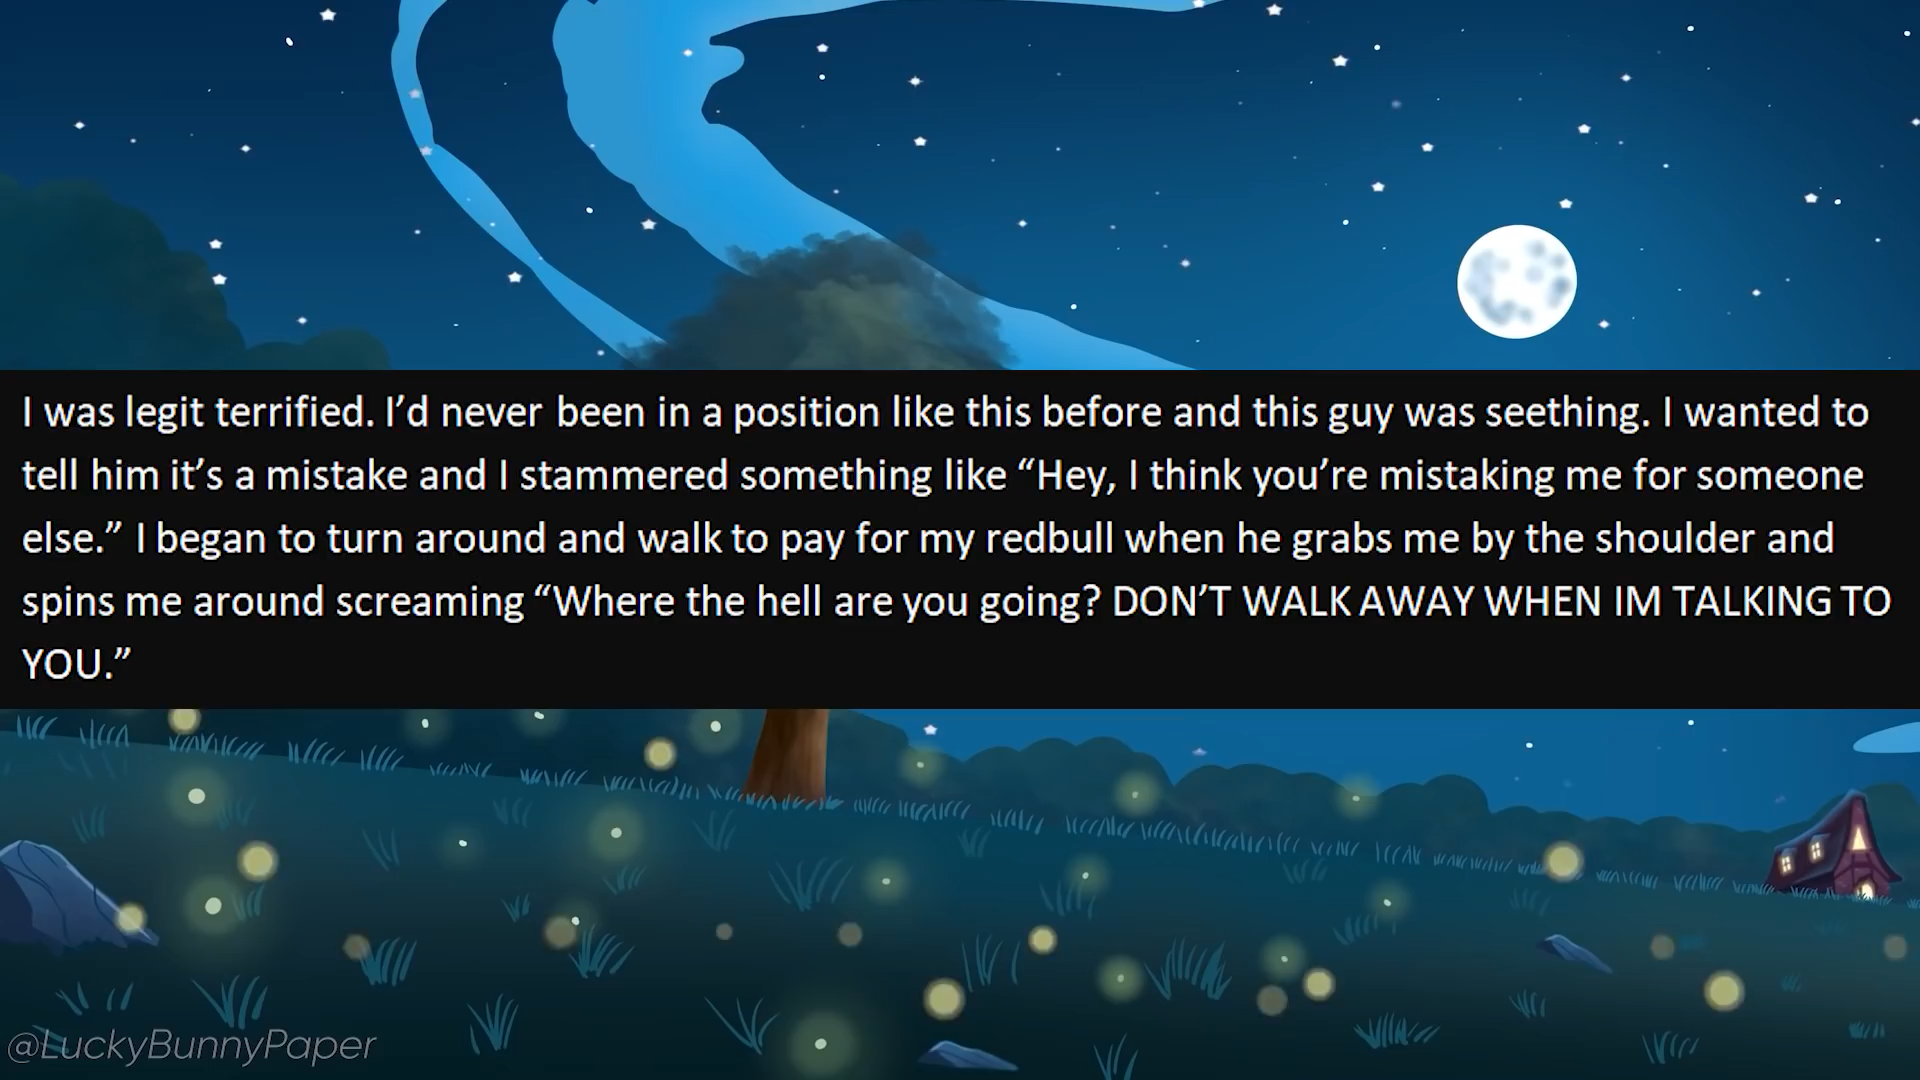 I was legit terrified. I’d never been in a position like this before and this guy was seething. I wanted to
tell him it’s a mistake and I stammered something like “Hey, I think you’re mistaking me for someone
else.” I began to turn around and walk to pay for my redbull when he grabs me by the shoulder and
spins me around screaming “Where the hell are you going? DON’T WALK AWAY WHEN IM TALKING TO
YOU.”
@LuckyBunnyPaper